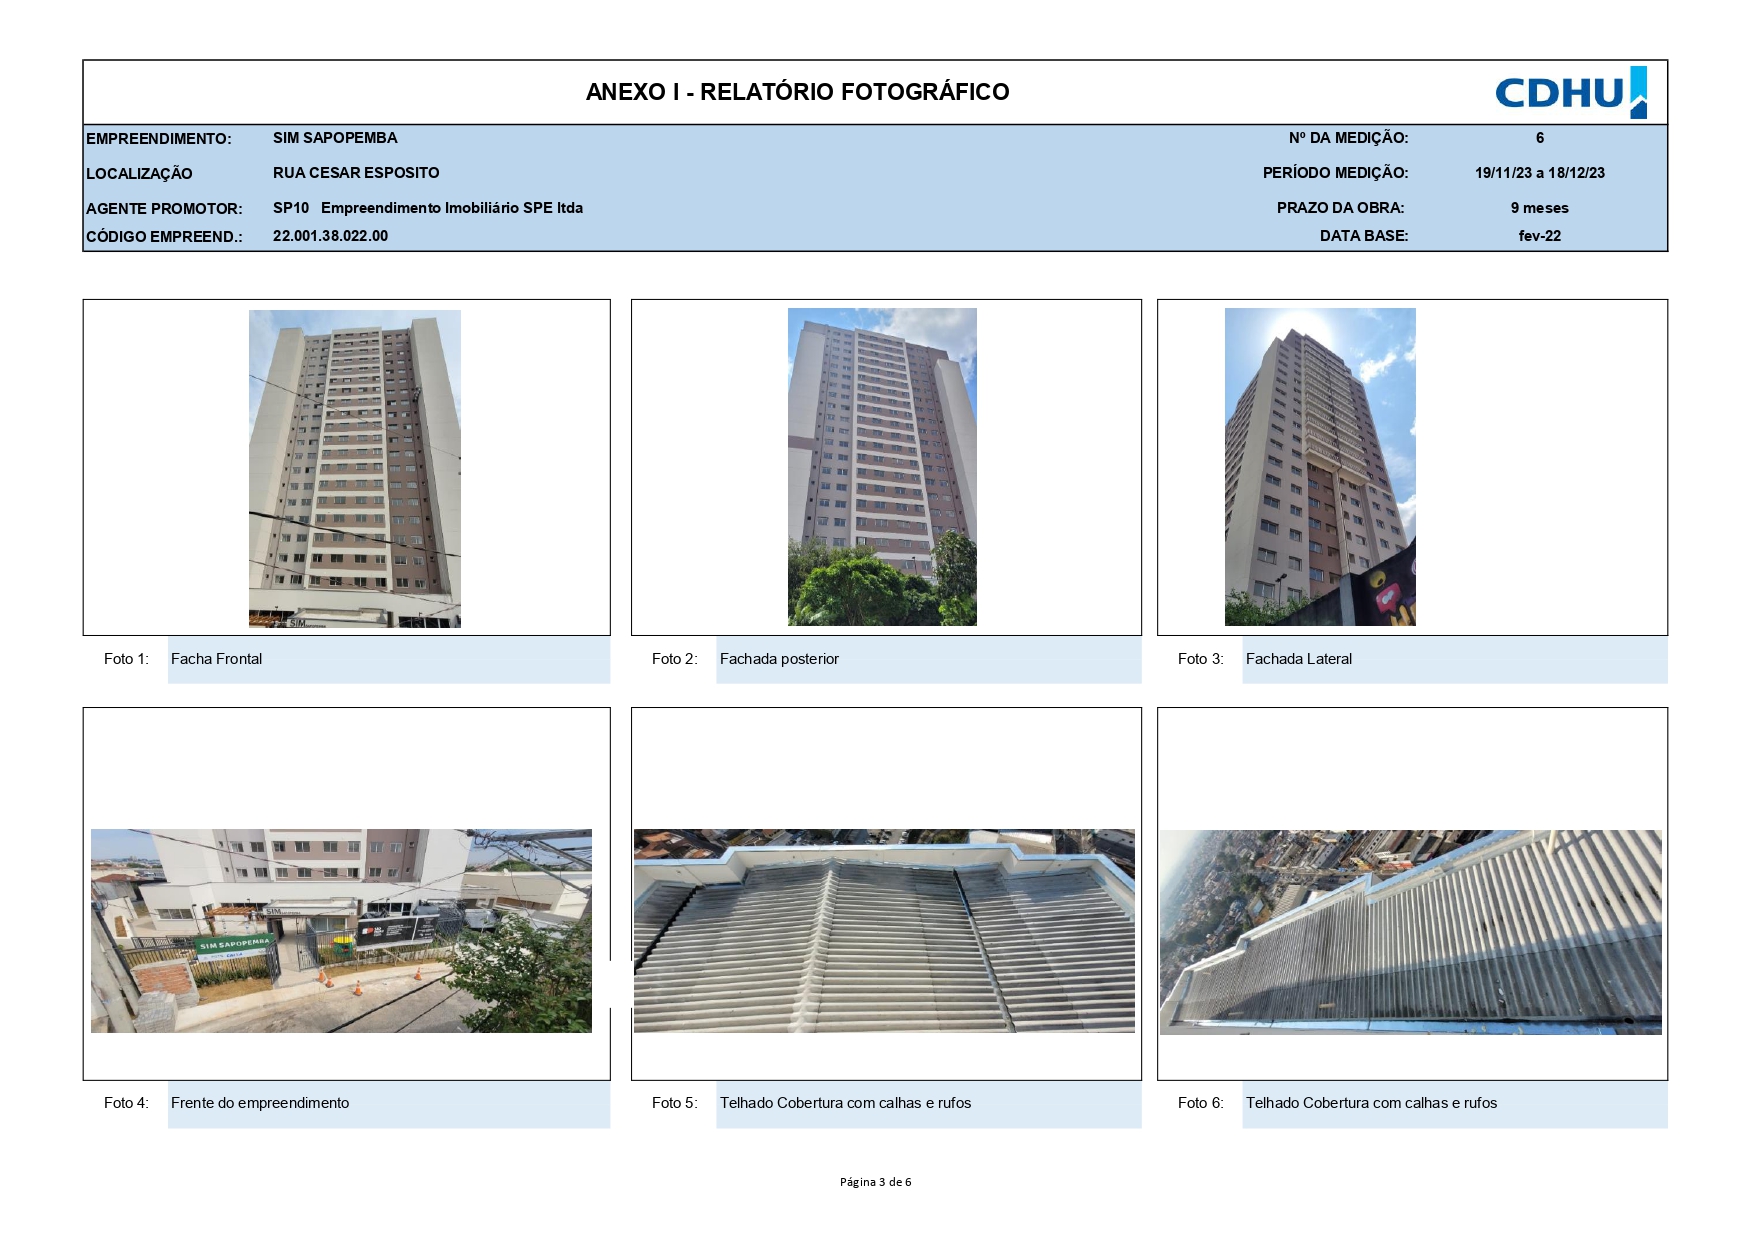 ANEXO I - RELATÓRIO FOTOGRÁFICO
CDHU
EMPREENDIMENTO: SIM SAPOPEMBA Nº DA MEDIÇÃO: 6
LOCALIZAÇÃO RUA CESAR ESPOSITO PERÍODO MEDIÇÃO: 19/11/23 a 18/12/23
AGENTE PROMOTOR: SP10 Empreendimento Imobiliário SPE ltda PRAZO DA OBRA: 9 meses
CÓDIGO EMPREEND.: 22.001.38.022.00 DATA BASE: fev-22
SIM
Foto 1: Facha Frontal
Foto 2: Fachada posterior
Foto 3: Fachada Lateral
SIM
SIM SAPOPEMBA
CAIXA
Foto 4: Frente do empreendimento
Foto 5: Telhado Cobertura com calhas e rufos
Foto 6: Telhado Cobertura com calhas e rufos
Página 3 de 6